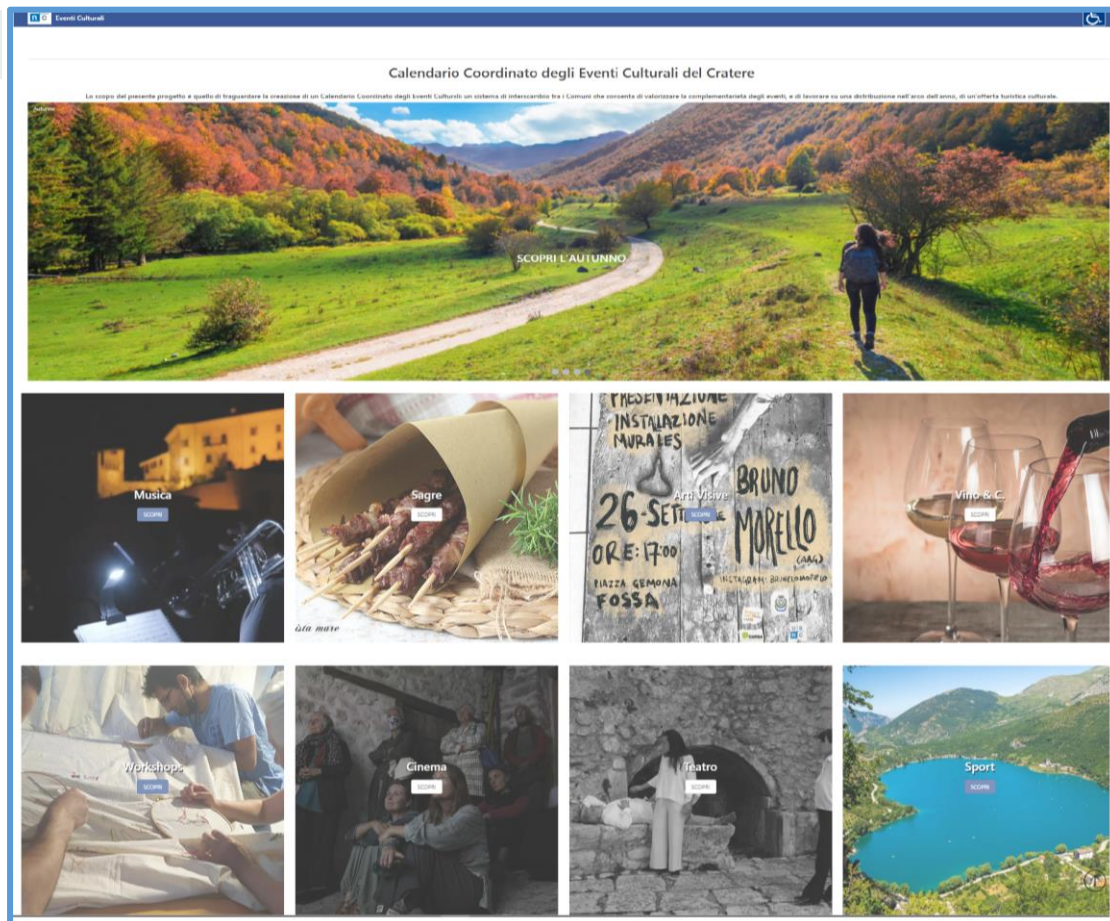 Eventi Culturali
Calendario Coordinato degli Eventi Culturali del Cratere
Lo scopo del presente progetto è quello di traguardare la creazione di un Calendario Coordinato degli Eventi Culturali: un sistema di interscambio tra i Comuni che consenta di valorizzare la complementarietà degli eventi, e di lavorare su una distribuzione nell'arco dell'anno, di un'offerta turistica culturale.
Autunno
SCOPRI L'AUTUNNO
Musica
SCOPRI
Sagre
SCOPRI
ista mare
PRESENTAZIONE
INSTALLAZIONE
MURALES
BRUNO
MORELLO
(ARG)
Arti Visive
SCOPRI
ORE: 17:00
PIAZZA GEMONA
FOSSA
Vino & C.
SCOPRI
Workshops
SCOPRI
Cinema
SCOPRI
Teatro
SCOPRI
Sport
SCOPRI